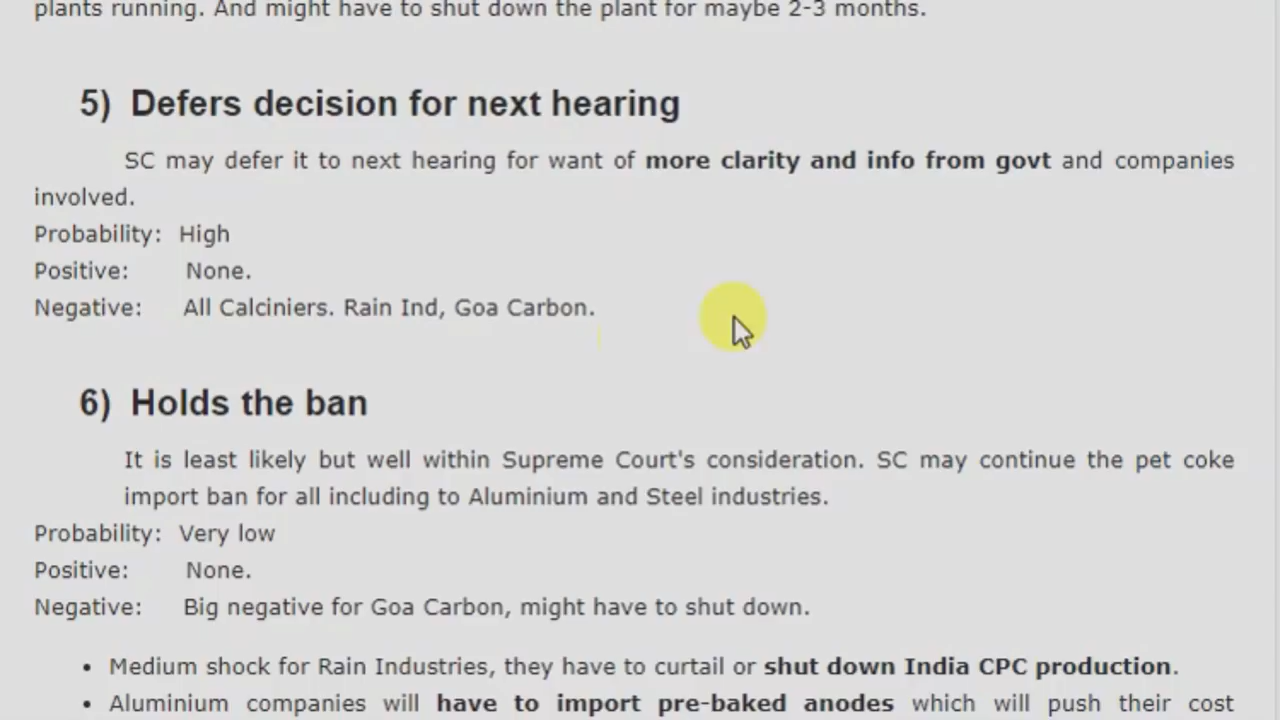 plants running. And might have to shut down the plant for maybe 2-3 months.
5) Defers decision for next hearing
SC may defer it to next hearing for want of more clarity and info from govt and companies
involved.
Probability: High
Positive: None.
Negative: All Calciniers. Rain Ind, Goa Carbon.
6) Holds the ban
It is least likely but well within Supreme Court's consideration. SC may continue the pet coke
import ban for all including to Aluminium and Steel industries.
Probability: Very low
Positive: None.
Negative: Big negative for Goa Carbon, might have to shut down.
• Medium shock for Rain Industries, they have to curtail or shut down India CPC production.
• Aluminium companies will have to import pre-baked anodes which will push their cost